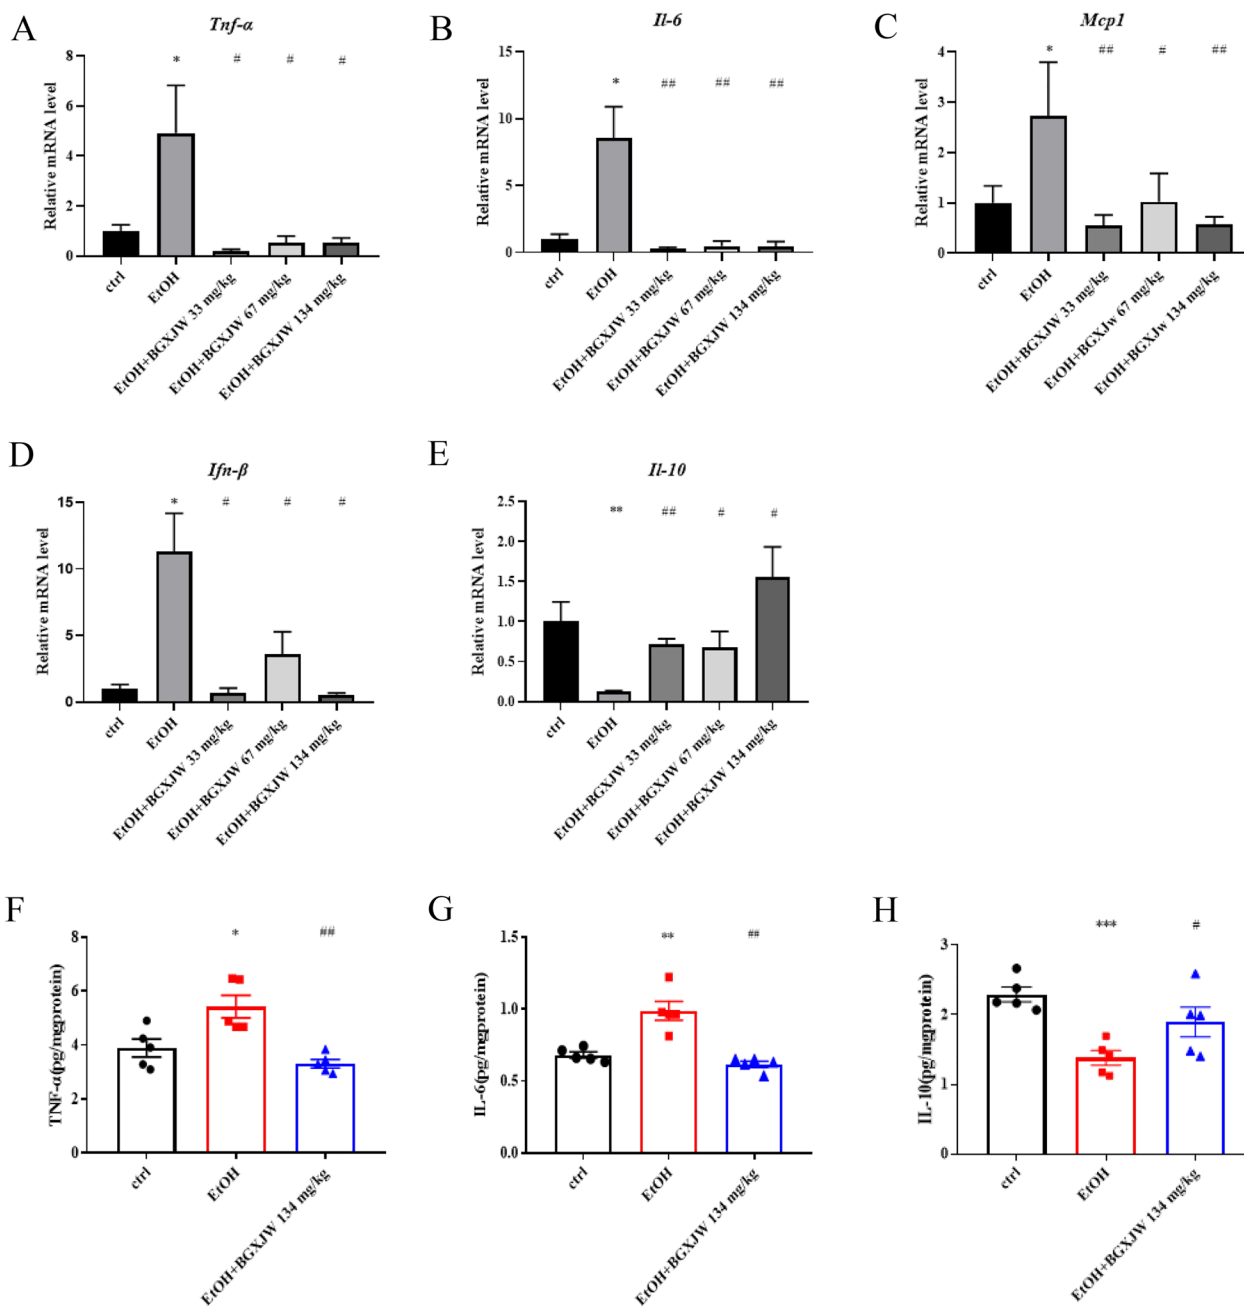 A
Tnf-α
Relative mRNA level
8
6
4
2
0
* # # #
ctrl
EtOH
EtOH+BGXJW 33 mg/kg
EtOH+BGXJW 67 mg/kg
EtOH+BGXJW 134 mg/kg
B
Il-6
Relative mRNA level
15
10
5
0
* ## ## ##
ctrl
EtOH
EtOH+BGXJW 33 mg/kg
EtOH+BGXJW 67 mg/kg
EtOH+BGXJW 134 mg/kg
C
Mcp1
Relative mRNA level
4
3
2
1
0
* ## # ##
ctrl
EtOH
EtOH+BGXJW 33 mg/kg
EtOH+BGXJw 67 mg/kg
EtOH+BGXJw 134 mg/kg
D
Ifn-β
Relative mRNA level
15
10
5
0
* # # #
ctrl
EtOH
EtOH+BGXJW 33 mg/kg
EtOH+BGXJW 67 mg/kg
EtOH+BGXJW 134 mg/kg
E
Il-10
Relative mRNA level
2.5
2.0
1.5
1.0
0.5
0.0
** ## # #
ctrl
EtOH
EtOH+BGXJW 33 mg/kg
EtOH+BGXJW 67 mg/kg
EtOH+BGXJW 134 mg/kg
F
TNF-α(pg/mgprotein)
8
6
4
2
0
* ##
ctrl
EtOH
EtOH+BGXJW 134 mg/kg
G
IL-6(pg/mgprotein)
1.5
1.0
0.5
0.0
** ##
ctrl
EtOH
EtOH+BGXJW 134 mg/kg
H
IL-10(pg/mgprotein)
3
2
1
0
*** #
ctrl
EtOH
EtOH+BGXJW 134 mg/kg